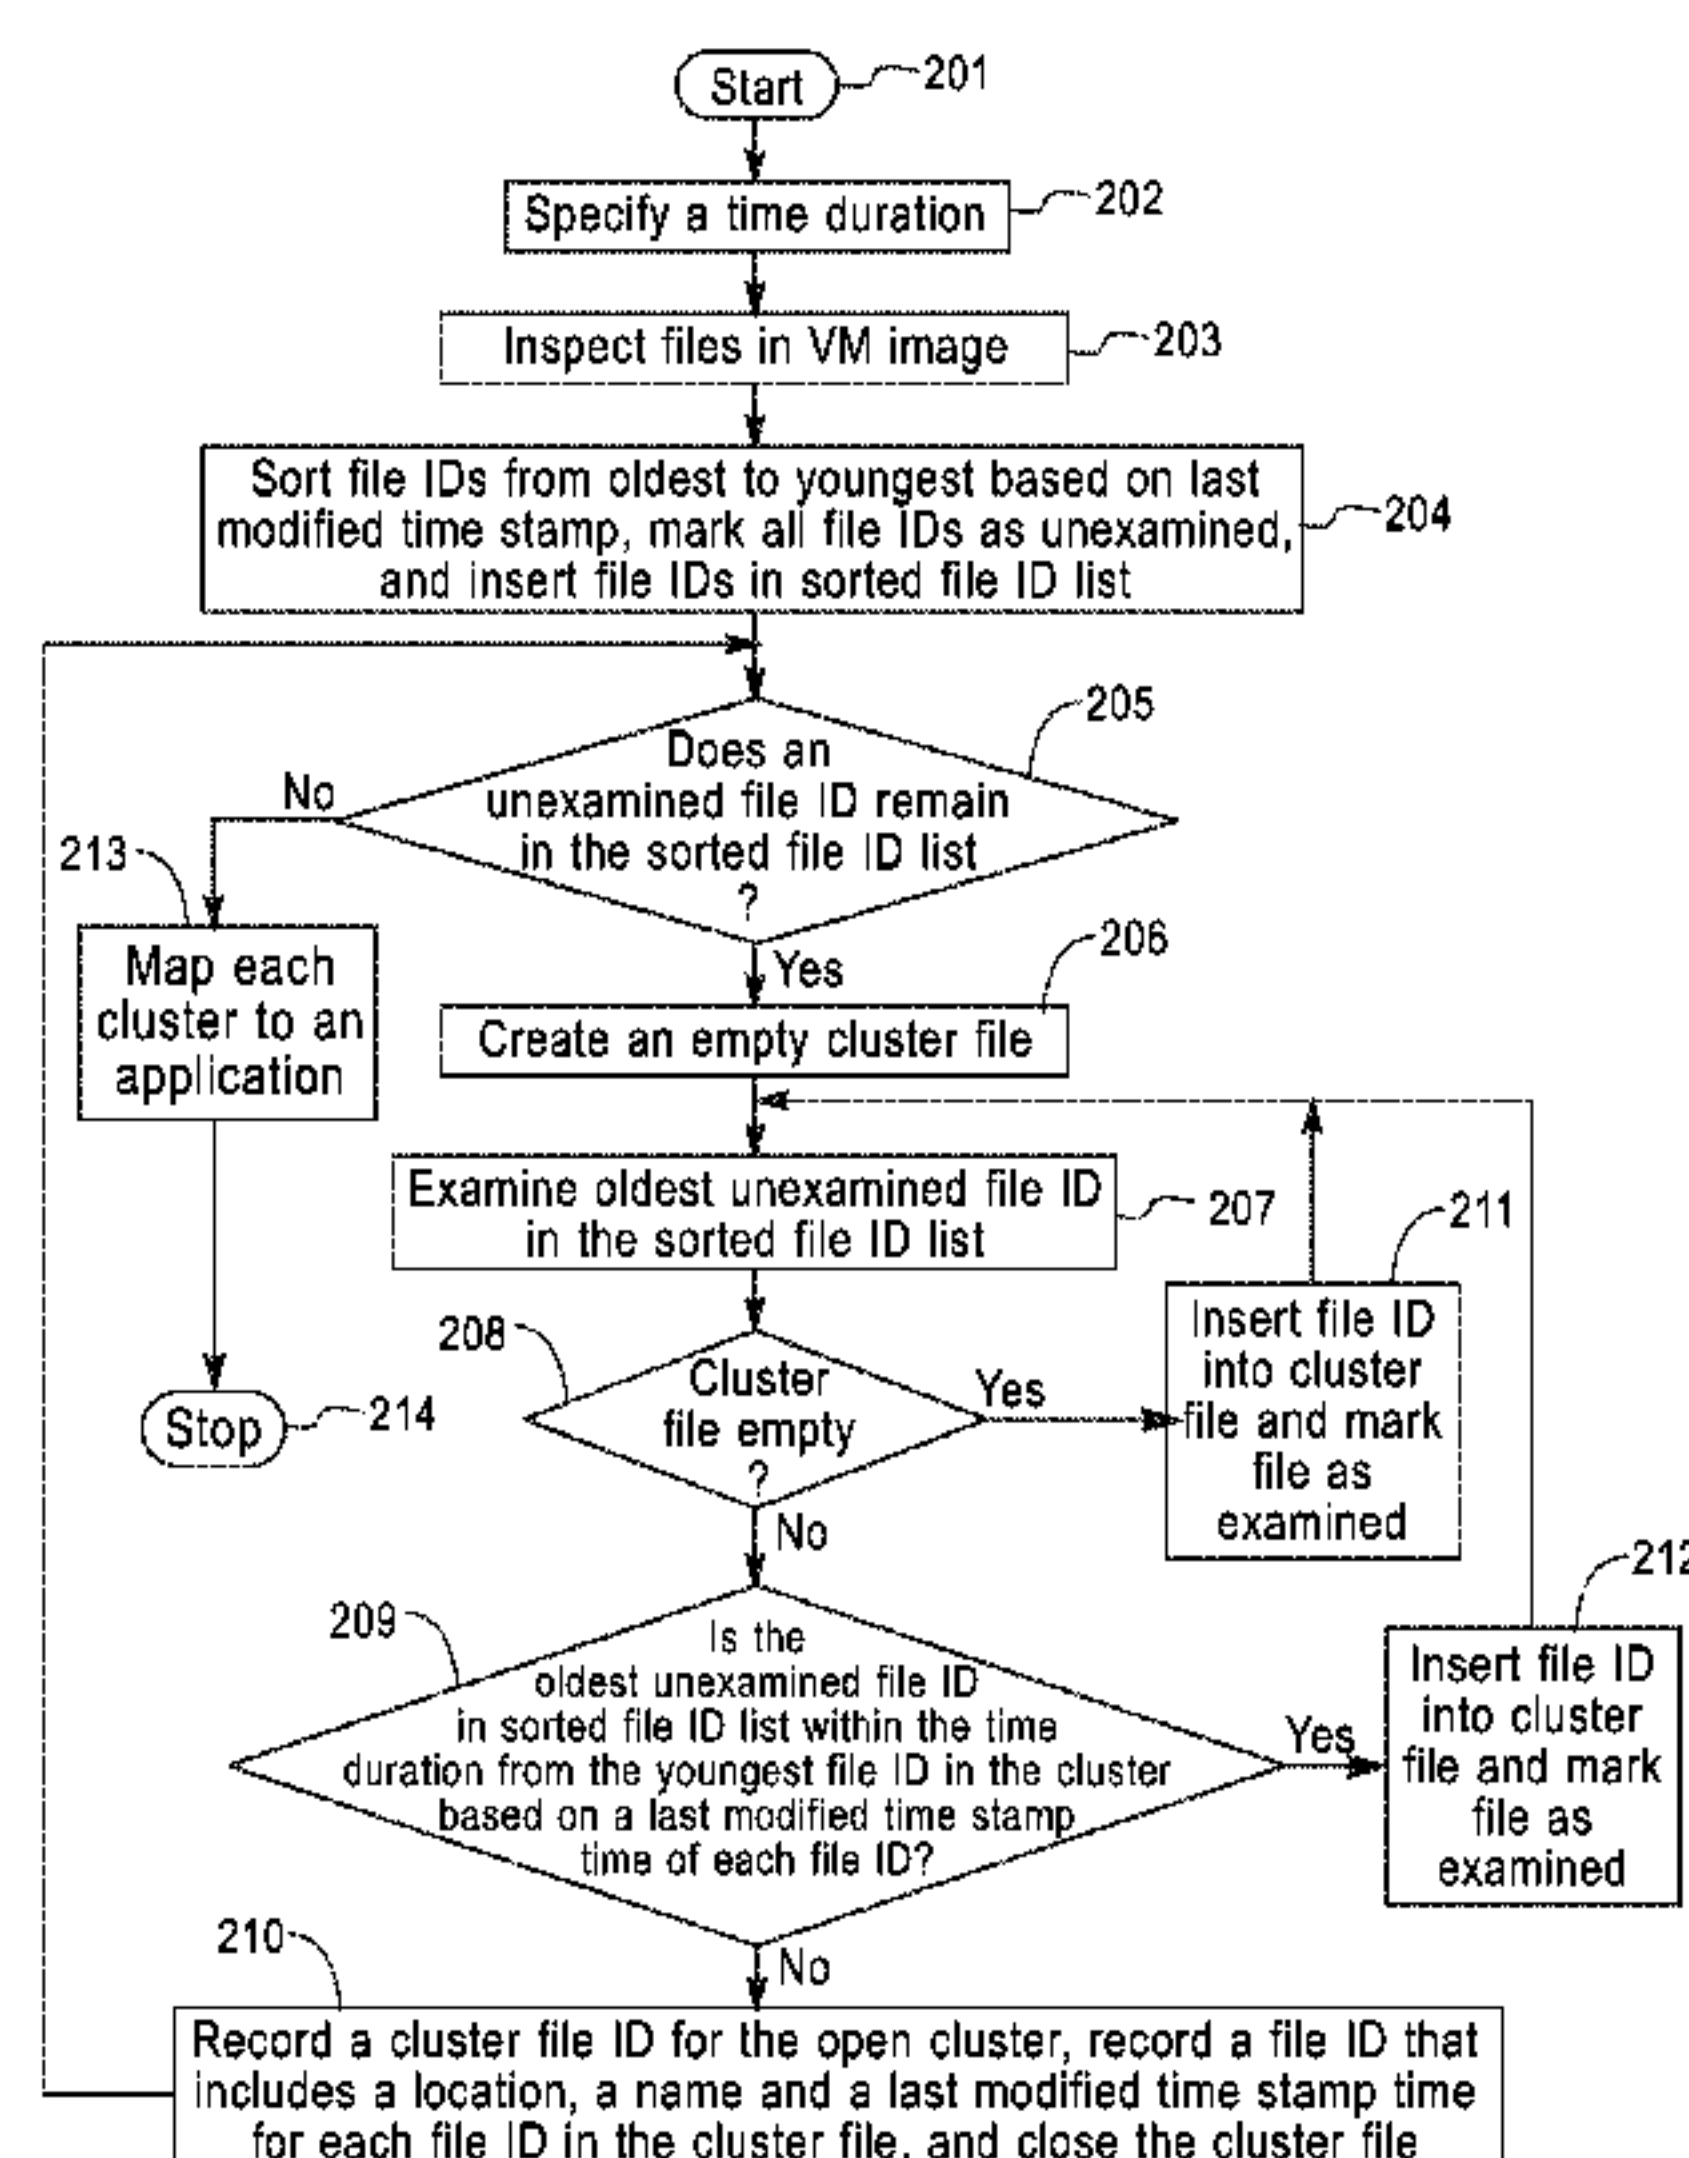 Start
201
Specify a time duration
202
Inspect files in VM image
203
Sort file IDs from oldest to youngest based on last
modified time stamp, mark all file IDs as unexamined,
and insert file IDs in sorted file ID list
204
205
Does an
unexamined file ID remain
in the sorted file ID list
?
No
213
Map each
cluster to an
application
Yes
206
Create an empty cluster file
Examine oldest unexamined file ID
in the sorted file ID list
207
211
Insert file ID
into cluster
file and mark
file as
examined
208
Cluster
file empty
?
Yes
Stop
214
No
212
209
Is the
oldest unexamined file ID
in sorted file ID list within the time
duration from the youngest file ID in the cluster
based on a last modified time stamp
time of each file ID?
Yes
Insert file ID
into cluster
file and mark
file as
examined
210
No
Record a cluster file ID for the open cluster, record a file ID that
includes a location, a name and a last modified time stamp time
for each file ID in the cluster file, and close the cluster file